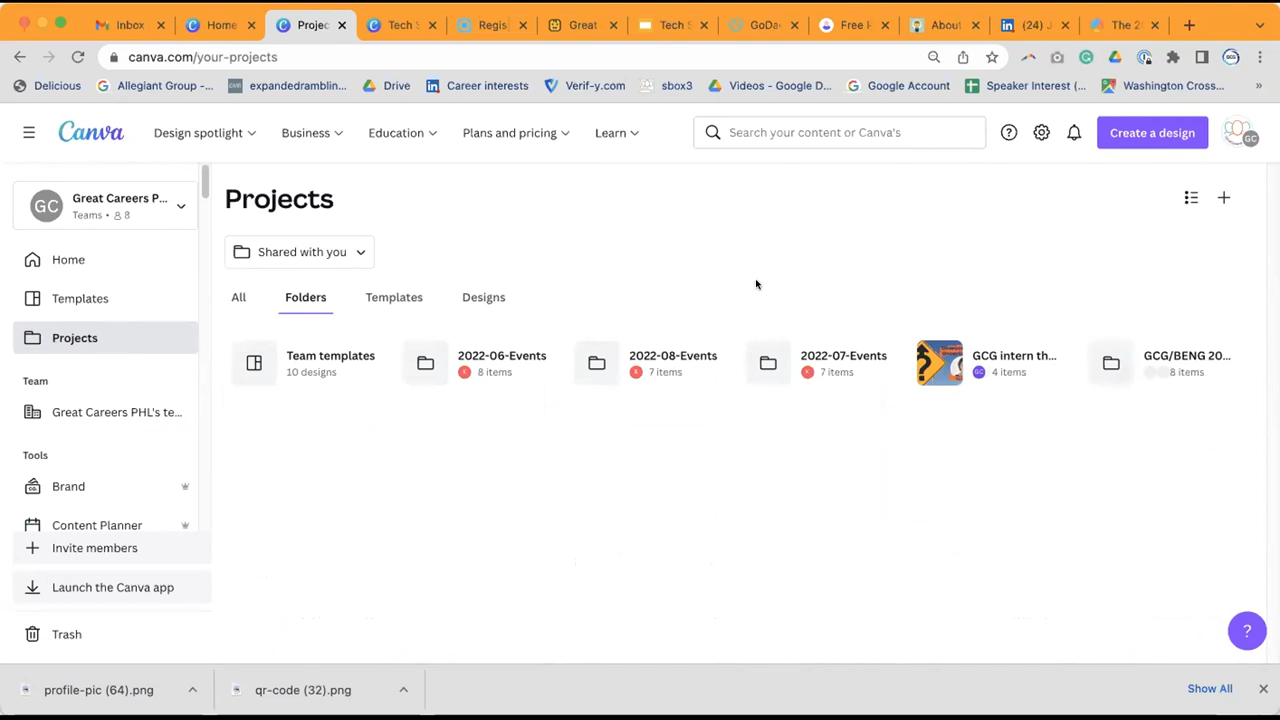 Inbox
Home
Projec
Tech S
Regis
Great
Tech S
GoDa
Free H
About
(24) J
The 2
canva.com/your-projects
Delicious
Allegiant Group -...
expandedramblin...
Drive
Career interests
Verif-y.com
sbox3
Videos - Google D...
Google Account
Speaker Interest (...
Washington Cross...
»
Canva
Design spotlight
Business
Education
Plans and pricing
Learn
Search your content or Canva's
Create a design
GC
GC
Great Careers P...
Teams • 8
Home
Templates
Projects
Team
Great Careers PHL's te...
Tools
Brand
Content Planner
Invite members
Launch the Canva app
Trash
Projects
Shared with you
All
Folders
Templates
Designs
Team templates
10 designs
2022-06-Events
K
8 items
2022-08-Events
K
7 items
2022-07-Events
K
7 items
GCG intern th...
GC
4 items
GCG/BENG 20...
8 items
?
profile-pic (64).png
qr-code (32).png
Show All